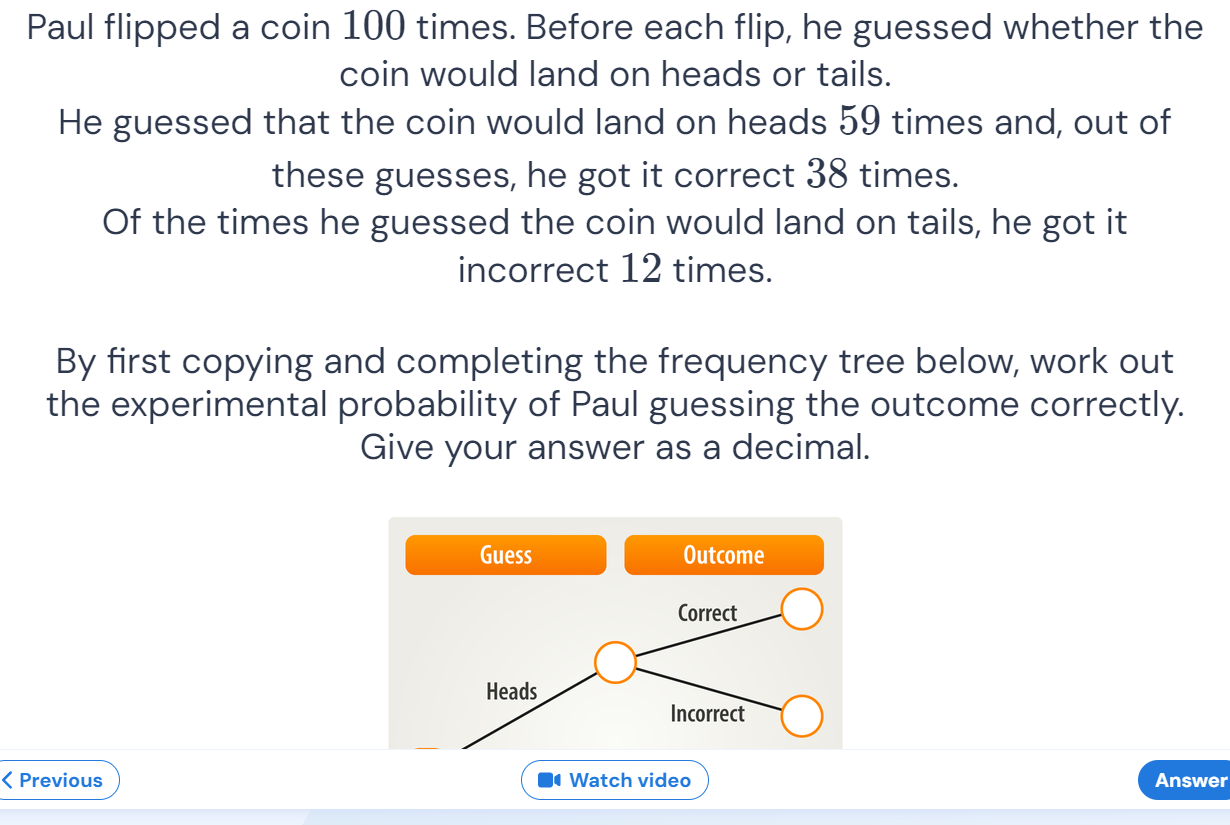 Paul flipped a coin 100 times. Before each flip, he guessed whether the
coin would land on heads or tails.
He guessed that the coin would land on heads 59 times and, out of
these guesses, he got it correct 38 times.
Of the times he guessed the coin would land on tails, he got it
incorrect 12 times.
By first copying and completing the frequency tree below, work out
the experimental probability of Paul guessing the outcome correctly.
Give your answer as a decimal.
Guess Outcome
Correct
Heads
Incorrect
< Previous Watch video Answer